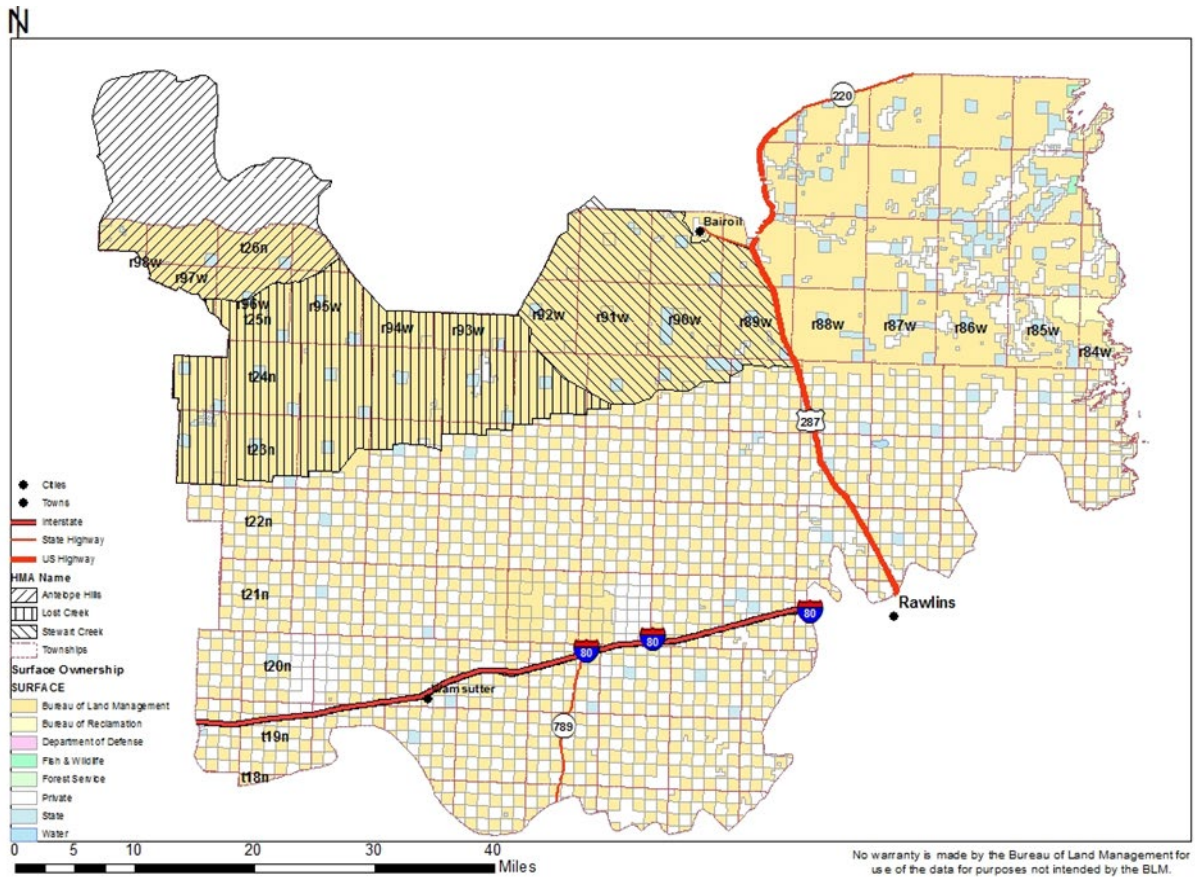 N
220
Bairoil
t26n
r98w
r97w
r96w
r95w
t25n
r94w
r93w
r92w
r91w
r90w
r89w
r88w
r87w
r86w
r85w
r84w
t24n
287
t23n
Cities
Towns
Interstate
State Highway
US Highway
HMA Name
Antelope Hills
Lost Creek
Stewart Creek
Townships
Surface Ownership
SURFACE
Bureau of Land Management
Bureau of Reclamation
Department of Defense
Fish & Wildlife
Forest Service
Private
State
Water
t22n
t21n
Rawlins
80
80
80
t20n
Wamsutter
789
t19n
t18n
0 5 10 20 30 40
Miles
No warranty is made by the Bureau of Land Management for
use of the data for purposes not intended by the BLM.